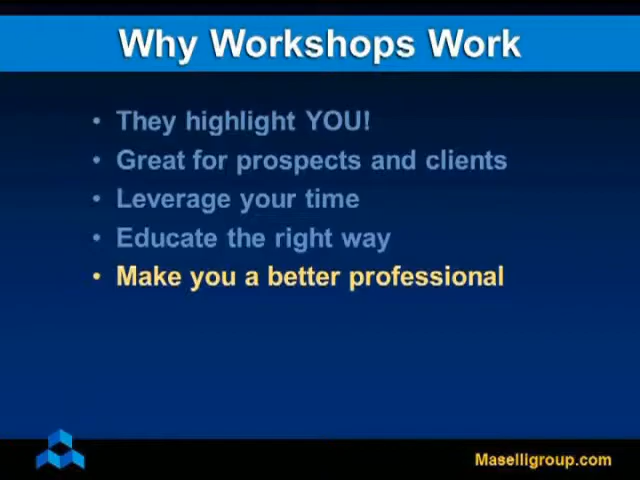 Why Workshops Work
• They highlight YOU!
• Great for prospects and clients
• Leverage your time
• Educate the right way
• Make you a better professional
Maselligroup.com